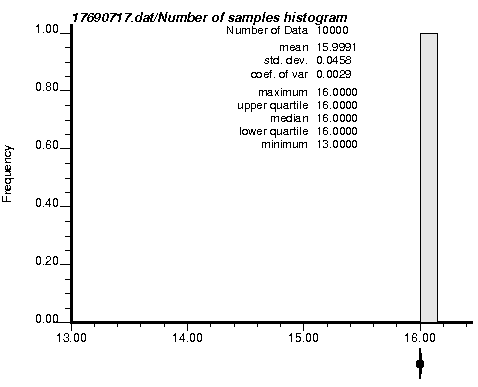 17690717.dat/Number of samples histogram
Number of Data 10000
mean 15.9991
std. dev. 0.0458
coef. of var 0.0029
maximum 16.0000
upper quartile 16.0000
median 16.0000
lower quartile 16.0000
minimum 13.0000
Frequency
1.00
0.80
0.60
0.40
0.20
0.00
13.00 14.00 15.00 16.00